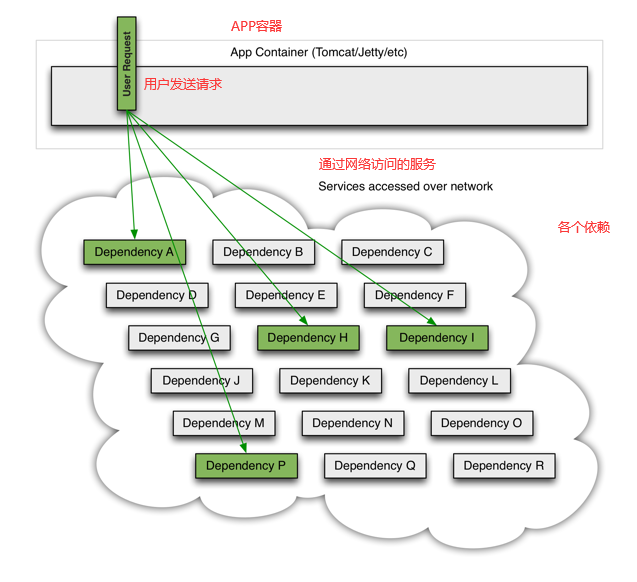 APP容器
App Container (Tomcat/Jetty/etc)
User Request
用户发送请求
通过网络访问的服务
Services accessed over network
各个依赖
Dependency A
Dependency B
Dependency C
Dependency D
Dependency E
Dependency F
Dependency G
Dependency H
Dependency I
Dependency J
Dependency K
Dependency L
Dependency M
Dependency N
Dependency O
Dependency P
Dependency Q
Dependency R